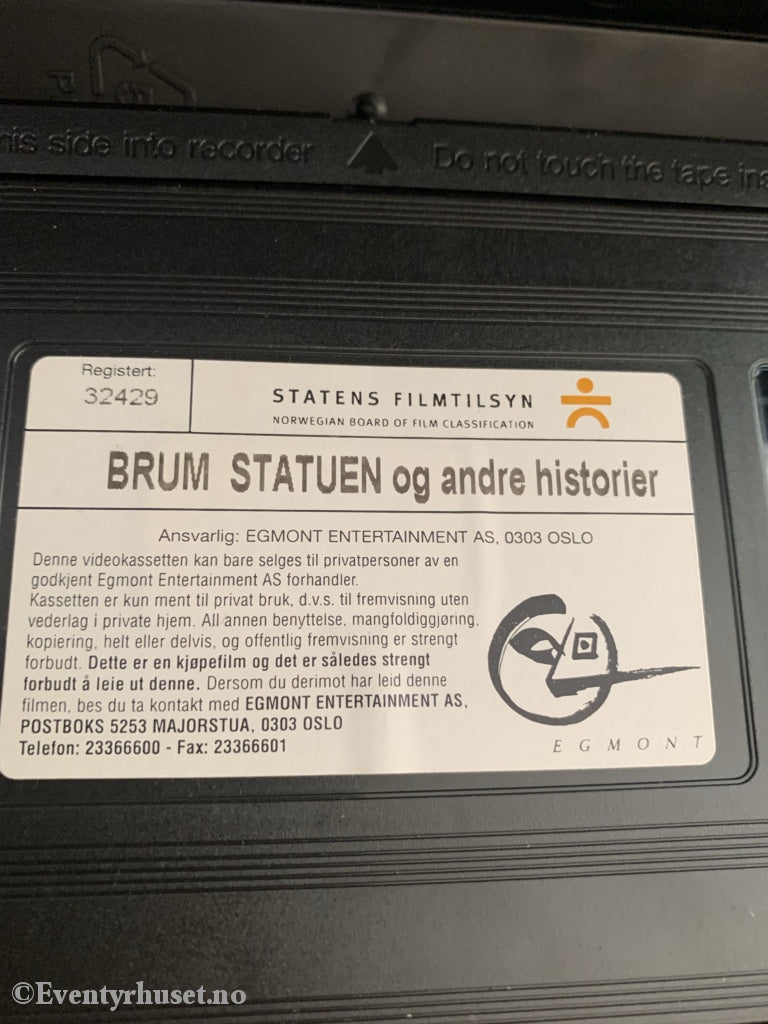 his side into recorder
Do not touch the tape ins
Registert:
32429
STATENS FILMTILSYN
NORWEGIAN BOARD OF FILM CLASSIFICATION
BRUM STATUEN og andre historier
Ansvarlig: EGMONT ENTERTAINMENT AS, 0303 OSLO
Denne videokassetten kan bare selges til privatpersoner av en
godkjent Egmont Entertainment AS forhandler.
Kassetten er kun ment til privat bruk, d.v.s. til fremvisning uten
vederlag i private hjem. All annen benyttelse, mangfoldiggjøring,
kopiering, helt eller delvis, og offentlig fremvisning er strengt
forbudt. Dette er en kjøpefilm og det er således strengt
forbudt å leie ut denne. Dersom du derimot har leid denne
filmen, bes du ta kontakt med EGMONT ENTERTAINMENT AS,
POSTBOKS 5253 MAJORSTUA, 0303 OSLO
Telefon: 23366600 - Fax: 23366601
EGMONT
©Eventyrhuset.no